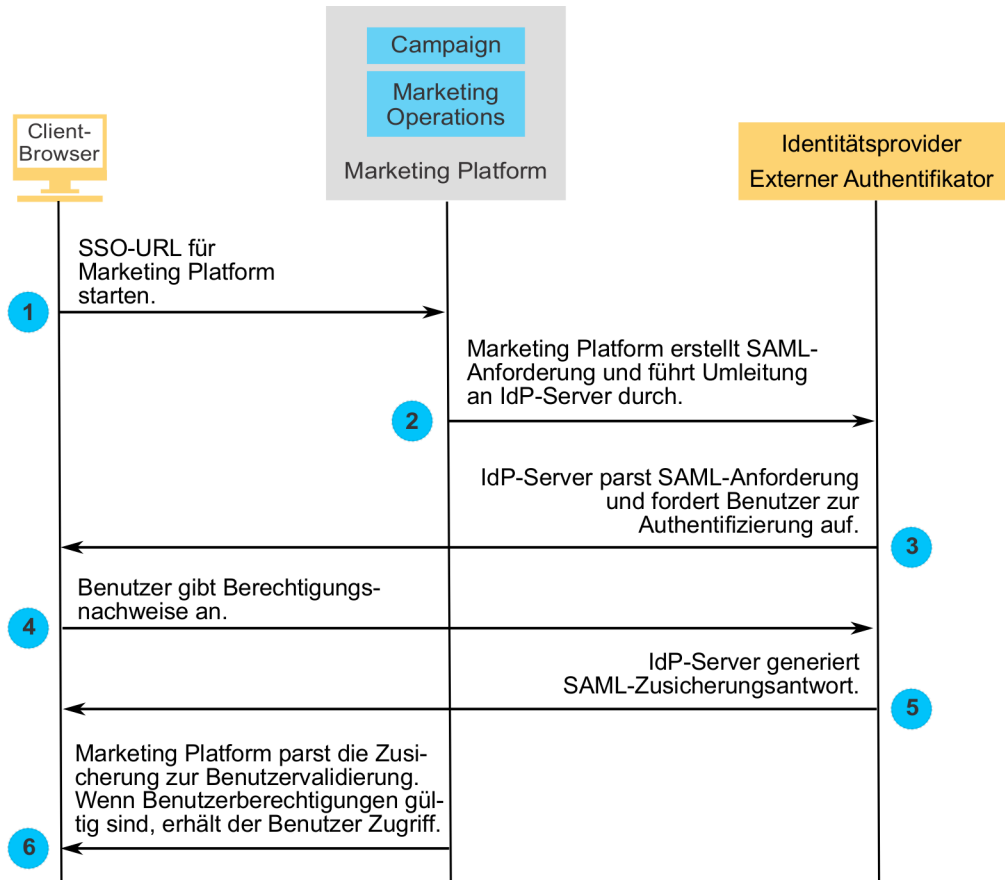 Campaign
Marketing
Operations
Marketing Platform
Client-
Browser
Identitätsprovider
Externer Authentifikator
SSO-URL für
Marketing Platform
starten.
1
Marketing Platform erstellt SAML-
Anforderung und führt Umleitung
an IdP-Server durch.
2
IdP-Server parst SAML-Anforderung
und fordert Benutzer zur
Authentifizierung auf.
3
Benutzer gibt Berechtigungs-
nachweise an.
4
IdP-Server generiert
SAML-Zusicherungsantwort.
5
Marketing Platform parst die Zusi-
cherung zur Benutzervalidierung.
Wenn Benutzerberechtigungen gül-
tig sind, erhält der Benutzer Zugriff.
6